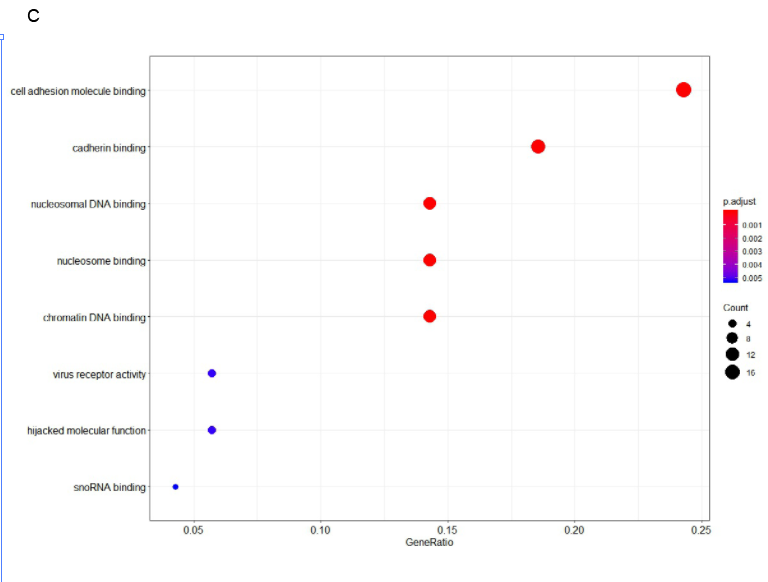 C
cell adhesion molecule binding
cadherin binding
nucleosomal DNA binding
nucleosome binding
chromatin DNA binding
virus receptor activity
hijacked molecular function
snoRNA binding
0.05 0.10 0.15 0.20 0.25
GeneRatio
p.adjust
0.001
0.002
0.003
0.004
0.005
Count
4
8
12
16